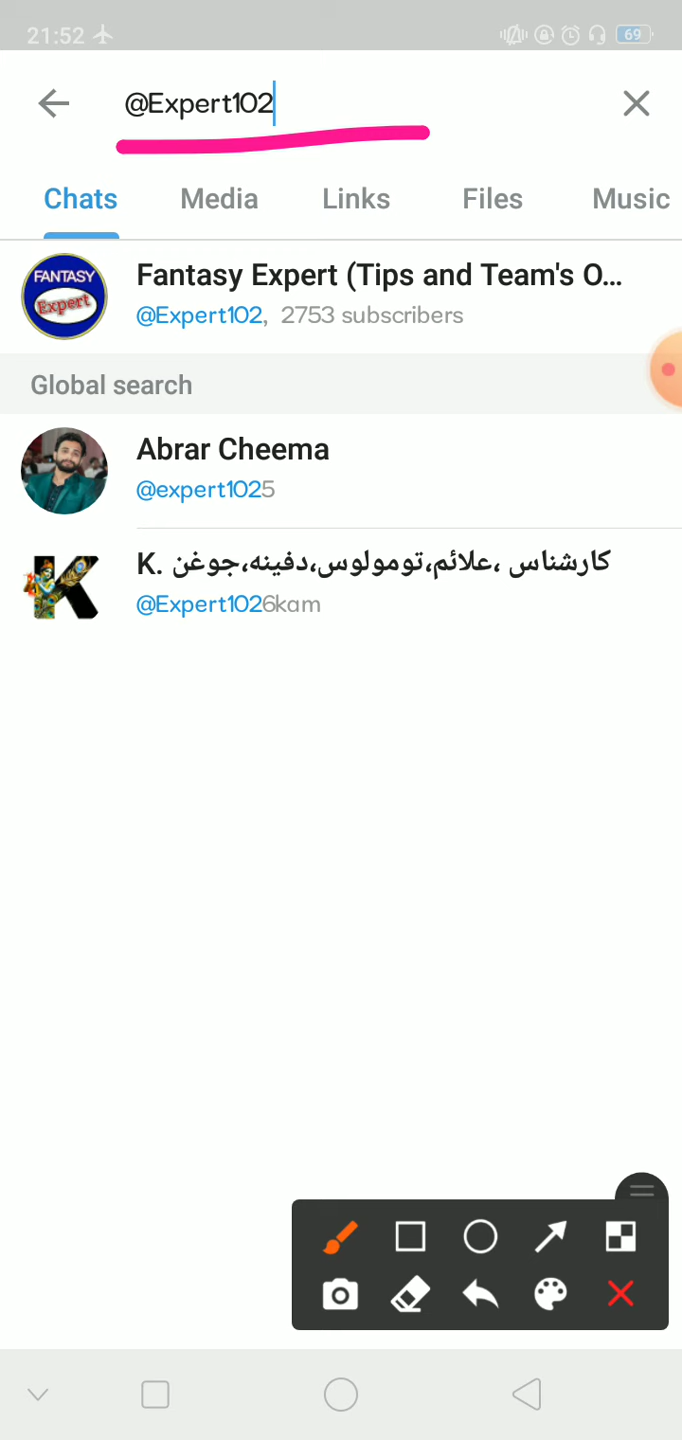 21:52
69
@Expert102
Chats Media Links Files Music
FANTASY
Expert
Fantasy Expert (Tips and Team's O...
@Expert102, 2753 subscribers
Global search
Abrar Cheema
@expert1025
K. کارشناس ،علائم،تومولوس،دفینه،جوغن
@Expert1026kam